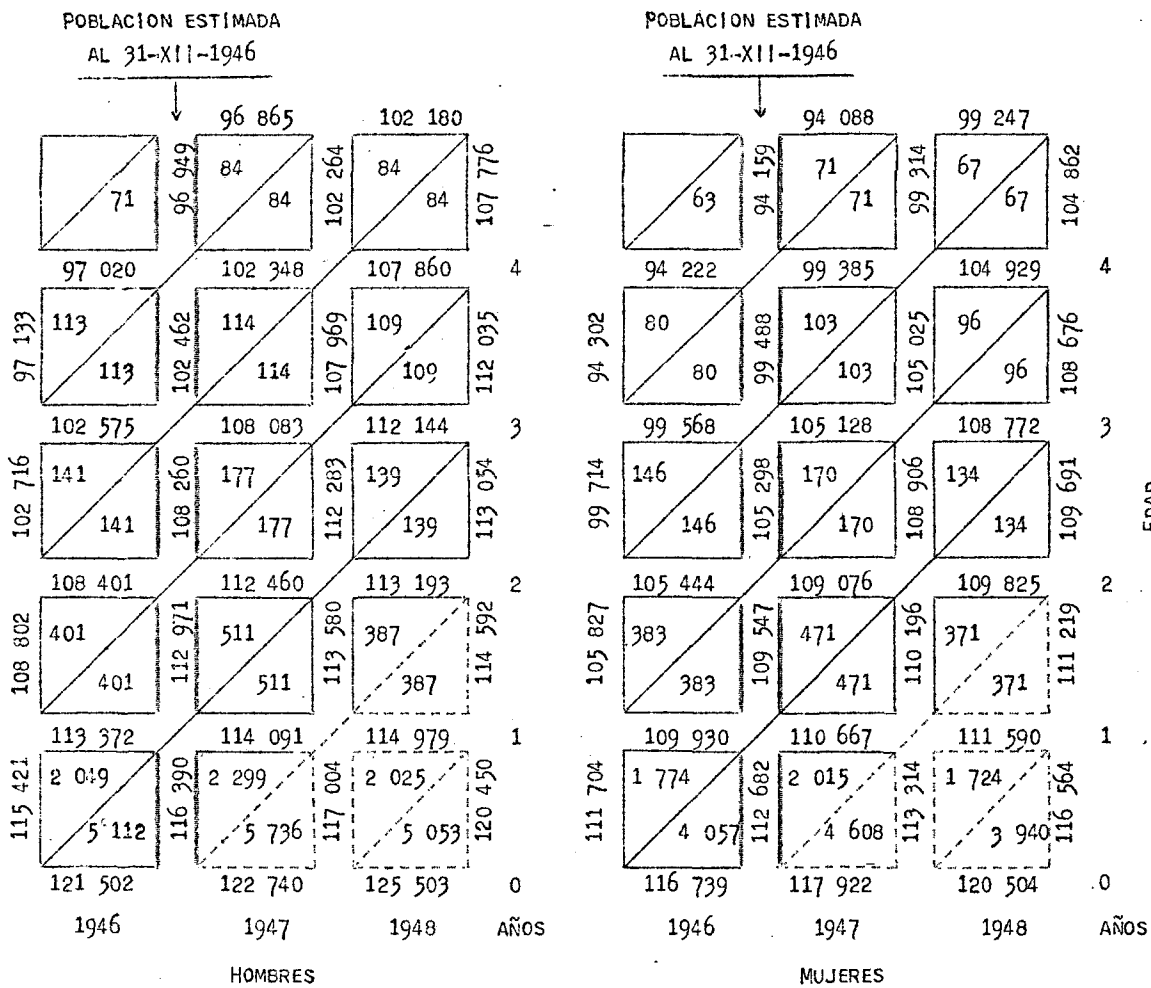 POBLACION ESTIMADA
AL 31-XII-1946
96 865 102 180
96 949 102 264 107 776
84 84
71 84 84
97 020 102 348 107 860 4
97 133 102 462 107 969 112 035
113 114 109
113 114 109
102 575 108 083 112 144 3
102 716 108 260 112 283 113 054
141 177 139
141 177 139
108 401 112 460 113 193 2
108 802 112 971 113 580 114 592
401 511 387
401 511 387
113 372 114 091 114 979 1
115 421 116 390 117 004 120 450
2 049 2 299 2 025
5 112 5 736 5 053
121 502 122 740 125 503 0
1946 1947 1948 AÑOS
HOMBRES
POBLACION ESTIMADA
AL 31-XII-1946
94 088 99 247
94 159 99 314 104 862
71 67
63 71 67
94 222 99 385 104 929 4
94 302 99 488 105 025 108 676
80 103 96
80 103 96
99 568 105 128 108 772 3
99 714 105 298 108 906 109 691
146 170 134
146 170 134
105 444 109 076 109 825 2
105 827 109 547 110 196 111 219
383 471 371
383 471 371
109 930 110 667 111 590 1
111 704 112 682 113 314 116 564
1 774 2 015 1 724
4 057 4 608 3 940
116 739 117 922 120 504 0
1946 1947 1948 AÑOS
MUJERES
EDAD